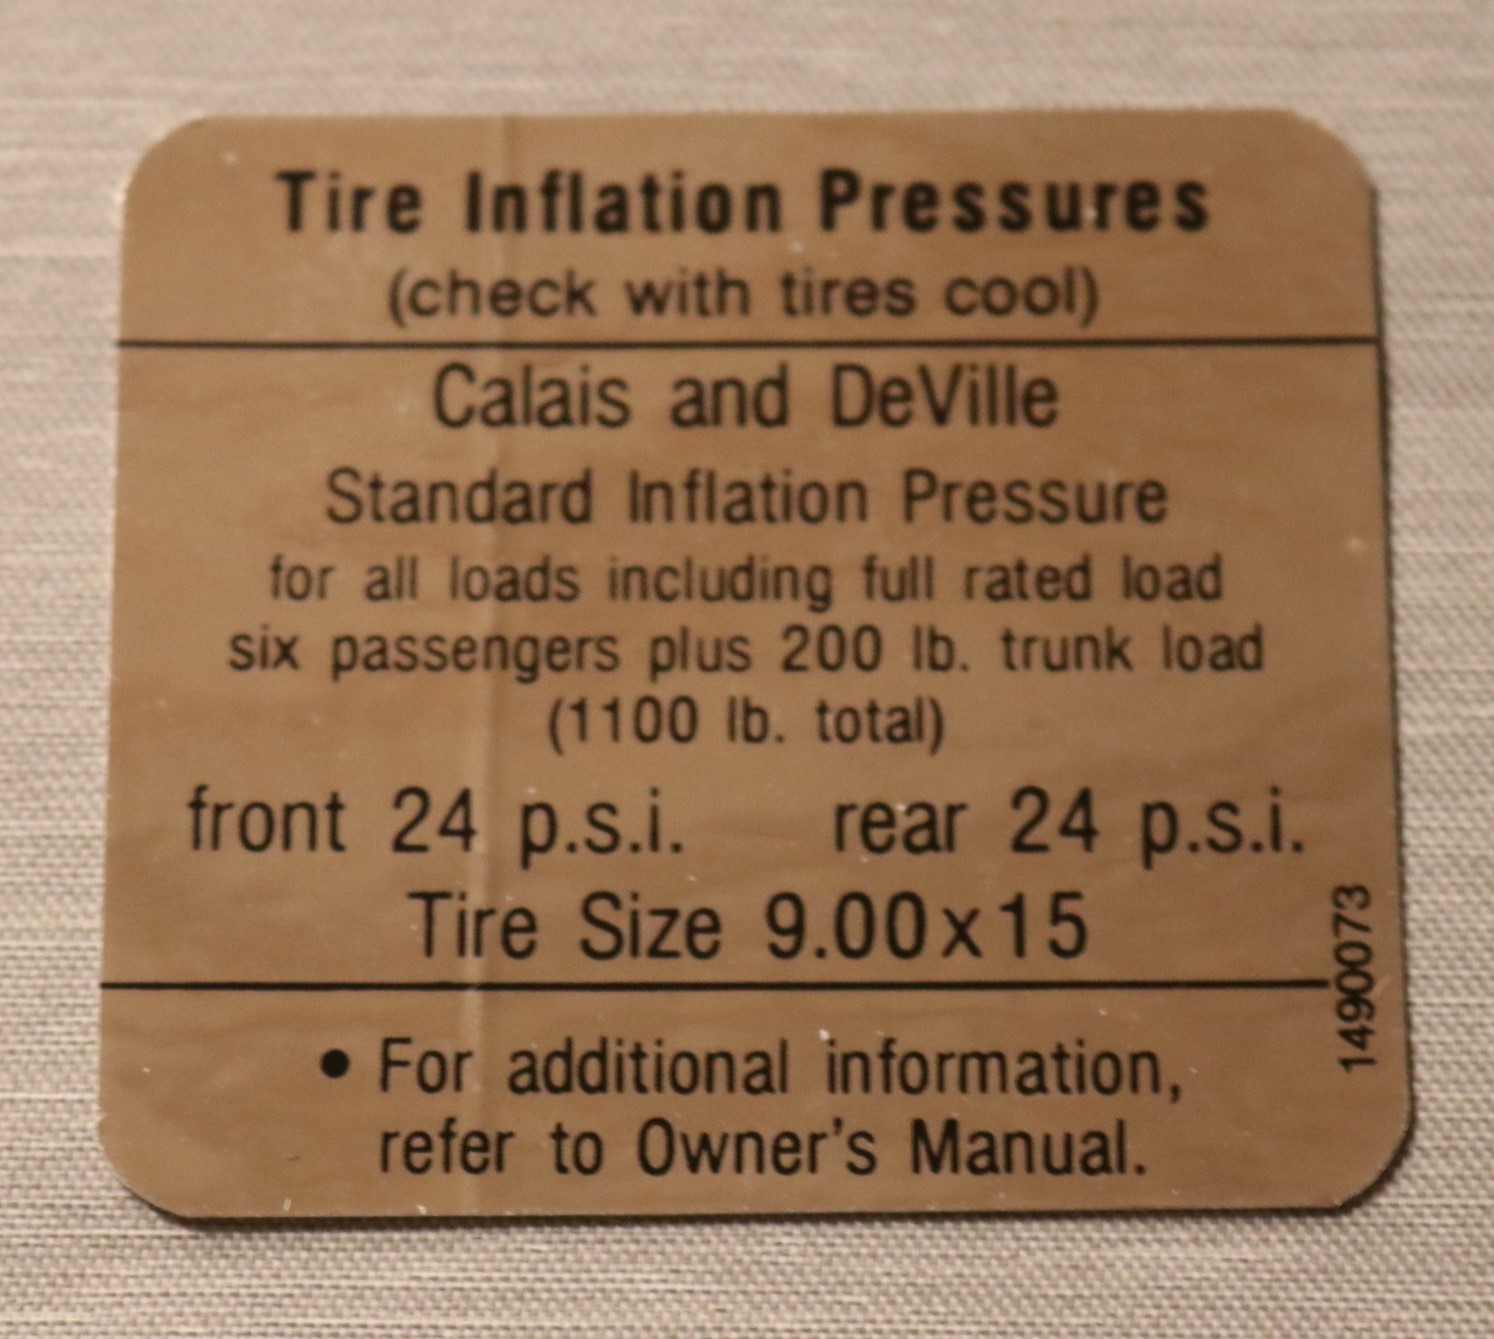 Tire Inflation Pressures
(check with tires cool)
Calais and DeVille
Standard Inflation Pressure
for all loads including full rated load
six passengers plus 200 lb. trunk load
(1100 lb. total)
front 24 p.s.i. rear 24 p.s.i.
Tire Size 9.00x15
1490073
• For additional information,
refer to Owner's Manual.